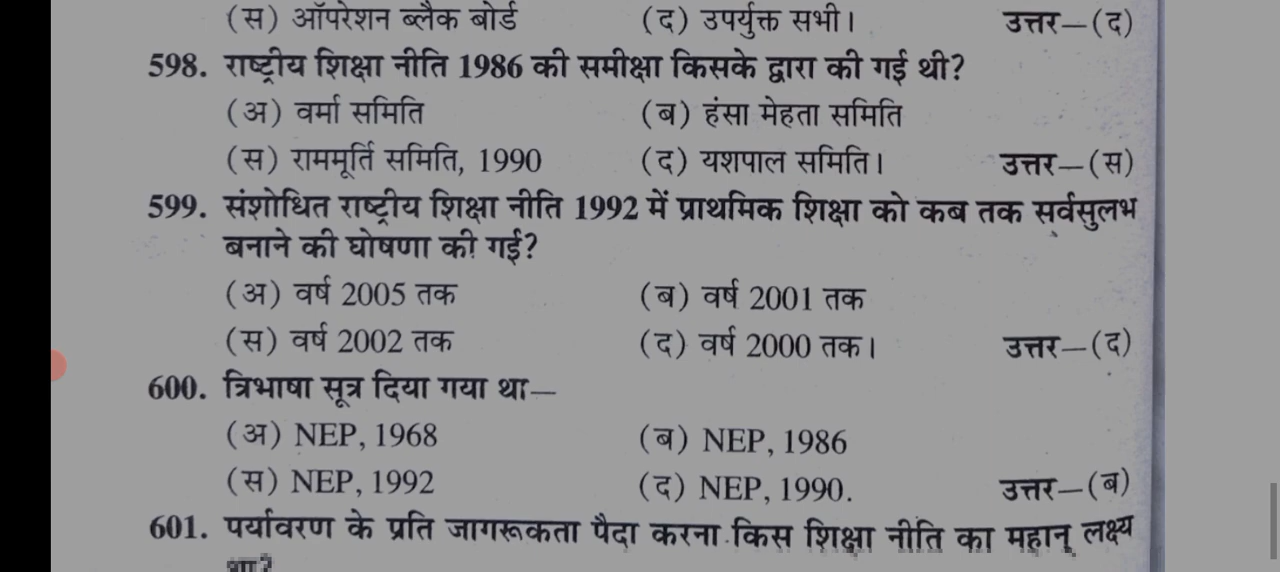 (स) ऑपरेशन ब्लैक बोर्ड (द) उपर्युक्त सभी। उत्तर—(द)
598. राष्ट्रीय शिक्षा नीति 1986 की समीक्षा किसके द्वारा की गई थी?
(अ) वर्मा समिति (ब) हंसा मेहता समिति
(स) राममूर्ति समिति, 1990 (द) यशपाल समिति। उत्तर—(स)
599. संशोधित राष्ट्रीय शिक्षा नीति 1992 में प्राथमिक शिक्षा को कब तक सर्वसुलभ
बनाने की घोषणा की गई?
(अ) वर्ष 2005 तक (ब) वर्ष 2001 तक
(स) वर्ष 2002 तक (द) वर्ष 2000 तक। उत्तर—(द)
600. त्रिभाषा सूत्र दिया गया था—
(अ) NEP, 1968 (ब) NEP, 1986
(स) NEP, 1992 (द) NEP, 1990. उत्तर—(ब)
601. पर्यावरण के प्रति जागरूकता पैदा करना किस शिक्षा नीति का महान् लक्ष्य
था?